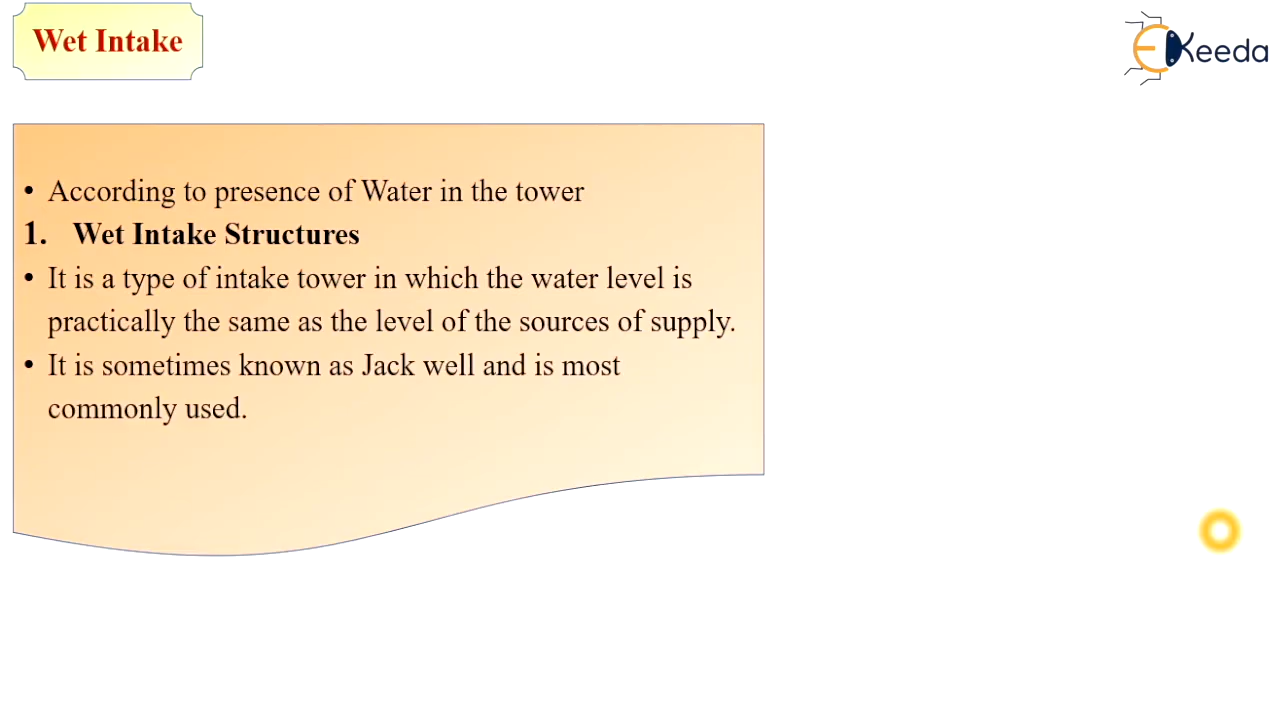 Wet Intake
EKeeda
• According to presence of Water in the tower
1. Wet Intake Structures
• It is a type of intake tower in which the water level is
practically the same as the level of the sources of supply.
• It is sometimes known as Jack well and is most
commonly used.